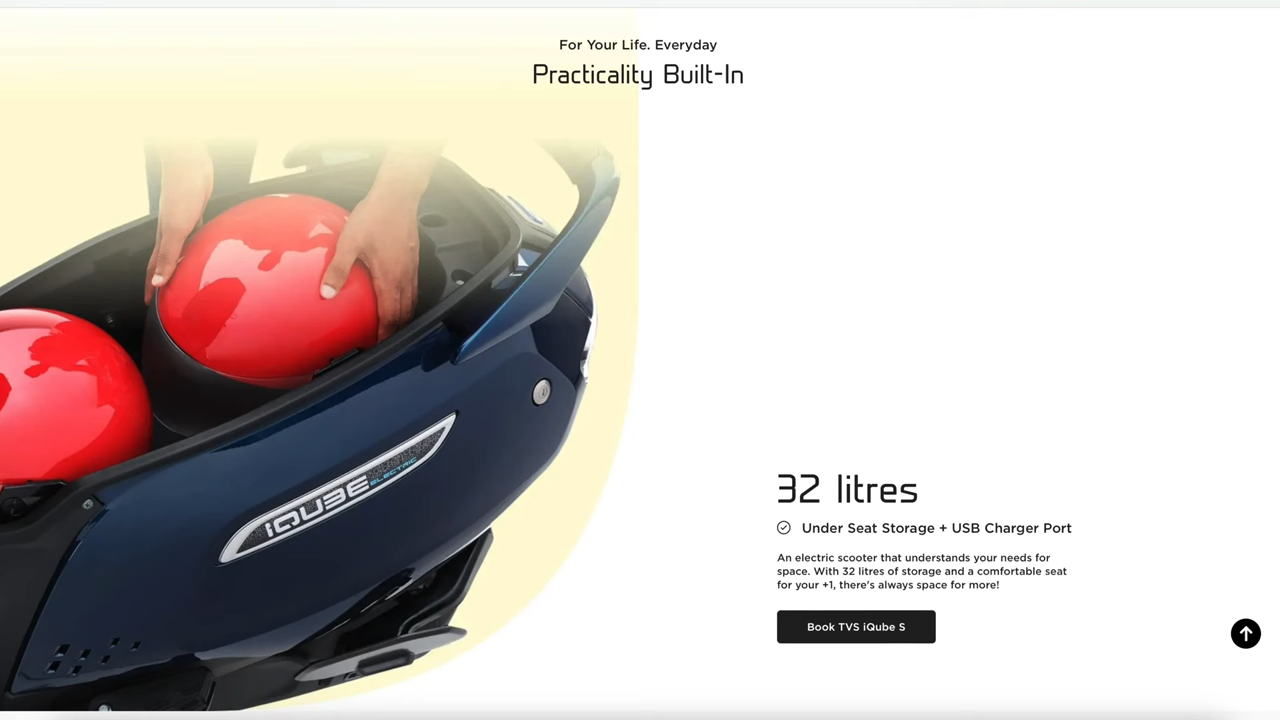 For Your Life. Everyday
Practicality Built-In
iQUBE ELECTRIC
32 litres
Under Seat Storage + USB Charger Port
An electric scooter that understands your needs for
space. With 32 litres of storage and a comfortable seat
for your +1, there's always space for more!
Book TVS iQube S